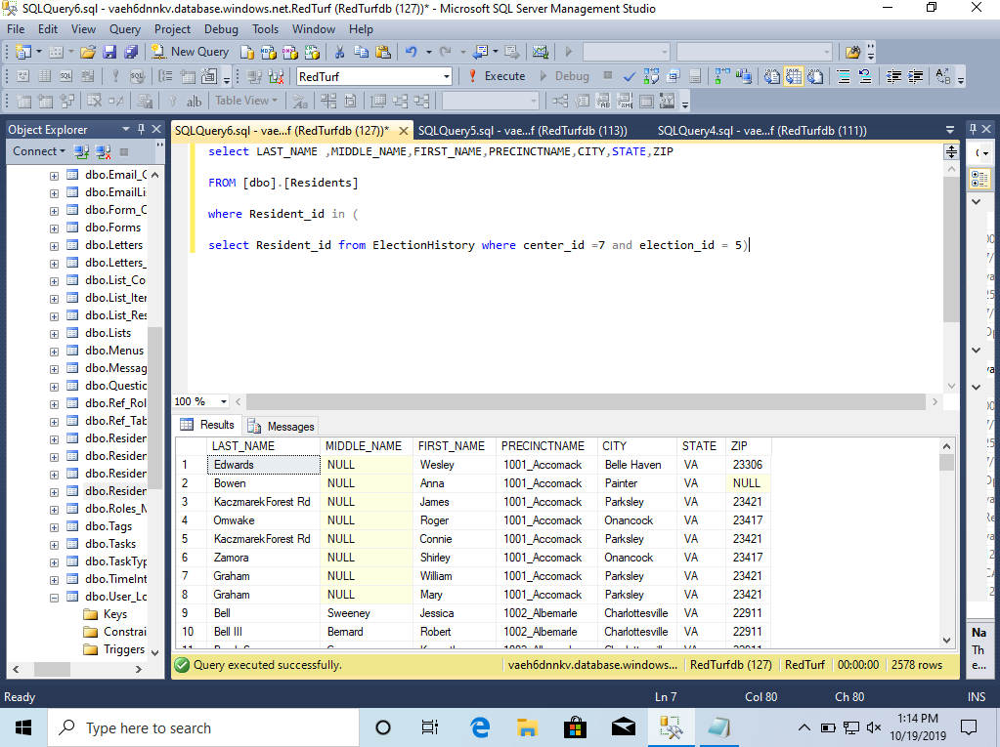 SQLQuery6.sql - vaeh6dnnkv.database.windows.net.RedTurf (RedTurfdb (127))* - Microsoft SQL Server Management Studio
File Edit View Query Project Debug Tools Window Help
New Query
RedTurf Execute Debug
Table View
Object Explorer
SQLQuery6.sql - vae...f (RedTurfdb (127))* SQLQuery5.sql - vae...f (RedTurfdb (113)) SQLQuery4.sql - vae...f (RedTurfdb (111))
Connect
dbo.Email_C
dbo.EmailLi
dbo.Form_C
dbo.Forms
dbo.Letters
dbo.Letters_
dbo.List_Co
dbo.List_Iter
dbo.List_Res
dbo.Lists
dbo.Menus
dbo.Messag
dbo.Questic
dbo.Ref_Rol
dbo.Ref_Tab
dbo.Residen
dbo.Residen
dbo.Residen
dbo.Residen
dbo.Roles_M
dbo.Tags
dbo.Tasks
dbo.TaskTyp
dbo.TimeInt
dbo.User_Lo
Keys
Constrai
Triggers
select LAST_NAME ,MIDDLE_NAME,FIRST_NAME,PRECINCTNAME,CITY,STATE,ZIP
FROM [dbo].[Residents]
where Resident_id in (
select Resident_id from ElectionHistory where center_id =7 and election_id = 5)
100 %
Results Messages
LAST_NAME MIDDLE_NAME FIRST_NAME PRECINCTNAME CITY STATE ZIP
1 Edwards NULL Wesley 1001_Accomack Belle Haven VA 23306
2 Bowen NULL Anna 1001_Accomack Painter VA NULL
3 Kaczmarek Forest Rd NULL James 1001_Accomack Parksley VA 23421
4 Omwake NULL Roger 1001_Accomack Onancock VA 23417
5 Kaczmarek Forest Rd NULL Connie 1001_Accomack Parksley VA 23421
6 Zamora NULL Shirley 1001_Accomack Onancock VA 23417
7 Graham NULL William 1001_Accomack Parksley VA 23421
8 Graham NULL Mary 1001_Accomack Parksley VA 23421
9 Bell Sweeney Jessica 1002_Albemarle Charlottesville VA 22911
10 Bell III Bernard Robert 1002_Albemarle Charlottesville VA 22911
Query executed successfully. vaeh6dnnkv.database.windows... RedTurfdb (127) RedTurf 00:00:00 2578 rows
Na
Th
e...
Ready Ln 7 Col 80 Ch 80 INS
Type here to search
1:14 PM
10/19/2019